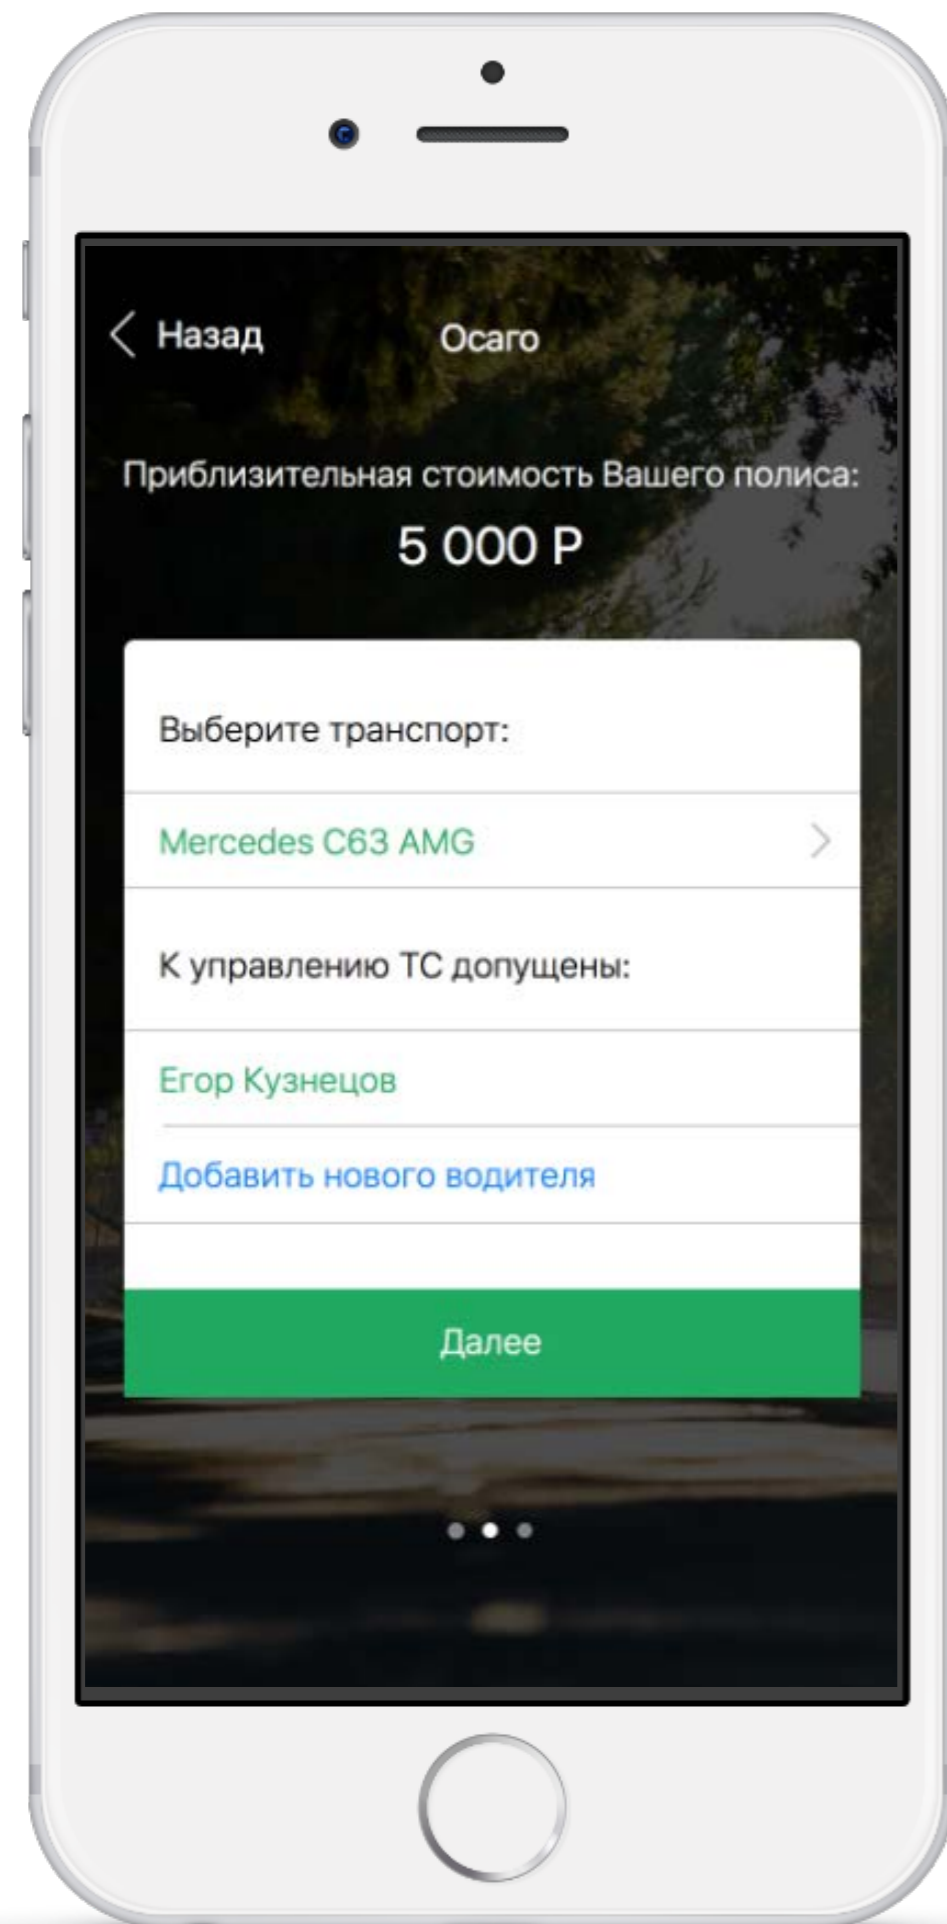 Назад
Осаго
Приблизительная стоимость Вашего полиса:
5 000 Р
Выберите транспорт:
Mercedes C63 AMG
К управлению ТС допущены:
Егор Кузнецов
Добавить нового водителя
Далее